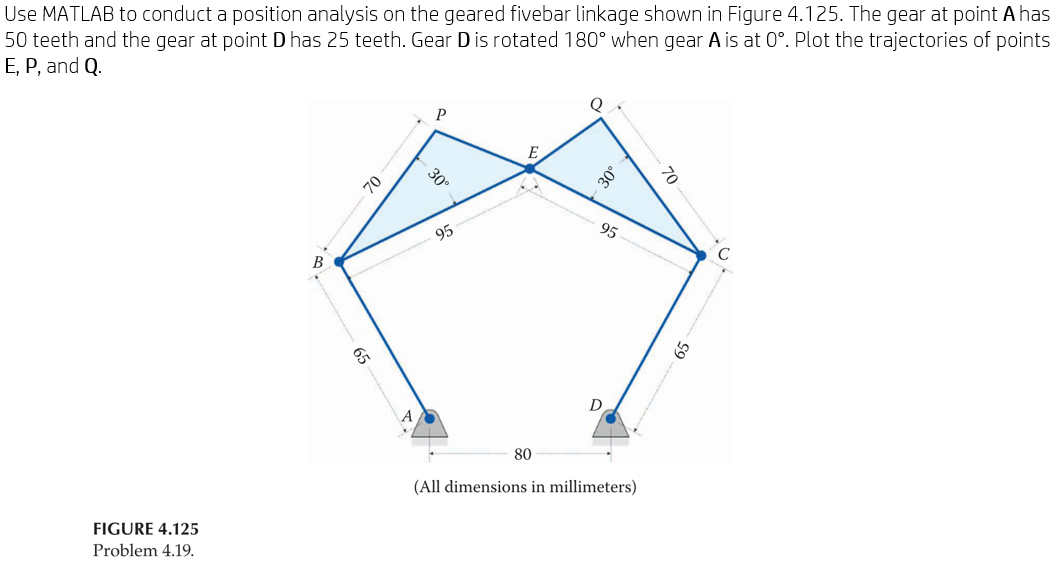 Use MATLAB to conduct a position analysis on the geared fivebar linkage shown in Figure 4.125. The gear at point A has
50 teeth and the gear at point D has 25 teeth. Gear D is rotated 180° when gear A is at 0°. Plot the trajectories of points
E, P, and Q.
Q
P
E
70
30°
30°
70
95
95
B
C
65
65
A
D
80
(All dimensions in millimeters)
FIGURE 4.125
Problem 4.19.